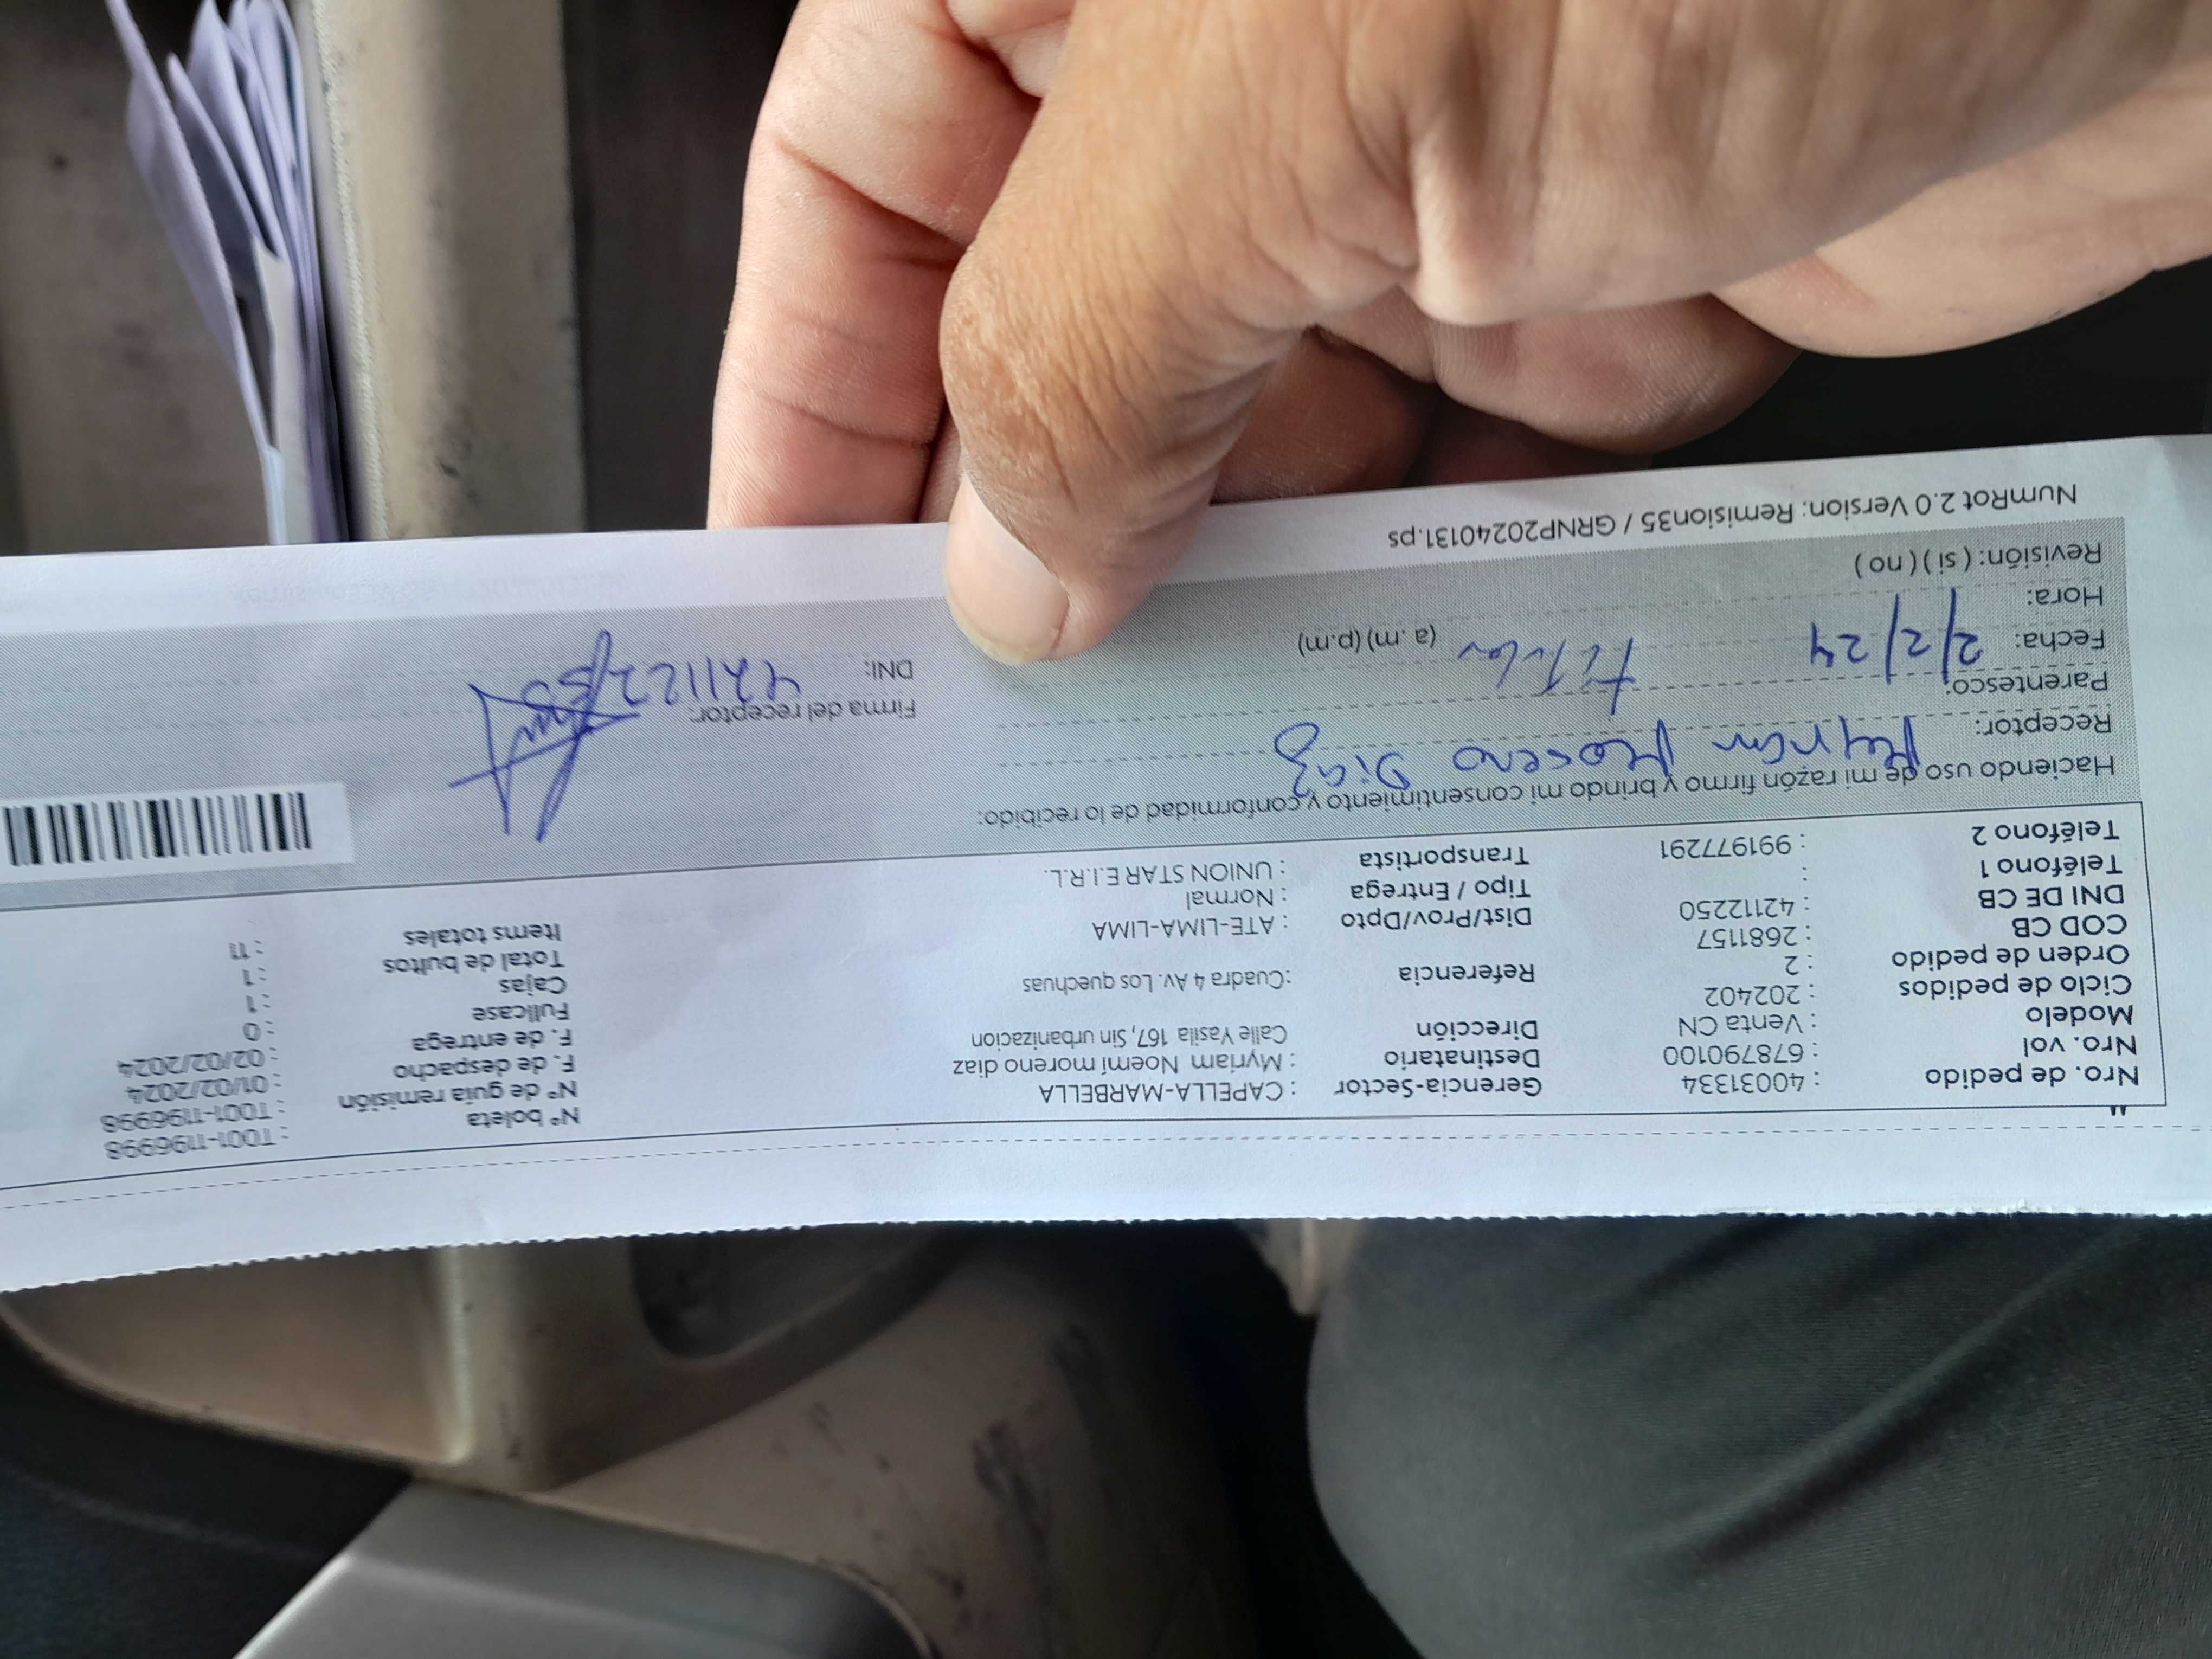 "
Nro. de pedido : 40031334 Gerencia-Sector : CAPELLA-MARBELLA Nº boleta : T001-1196998
Nro. vol : 678790100 Destinatario : Myriam Noemí moreno diaz Nº de guía remisión : T001-1196998
Modelo : Venta CN Dirección Calle Yasila 167, Sin urbanizacion F. de despacho : 01/02/2024
Ciclo de pedidos : 202402 F. de entrega : 02/02/2024
Orden de pedido : 2 Referencia :Cuadra 4 Av. Los quechuas Fullcase : 0
COD CB : 2681157 Cajas : 1
DNI DE CB : 42112250 Dist/Prov/Dpto : ATE-LIMA-LIMA Total de bultos : 1
Teléfono 1 : Tipo / Entrega : Normal Items totales : 11
Teléfono 2 : 991977291 Transportista : UNION STAR E.I.R.L. :
Haciendo uso de mi razón firmo y brindo mi consentimiento y conformidad de lo recibido:
Receptor: Moreno Diaz Firma del receptor:
Parentesco: titular DNI:
Fecha: 2/2/24
Hora: (a .m) (p.m)
Revisión: ( si ) ( no )
NumRot 2.0 Version: Remision35 / GRNP20240131.ps